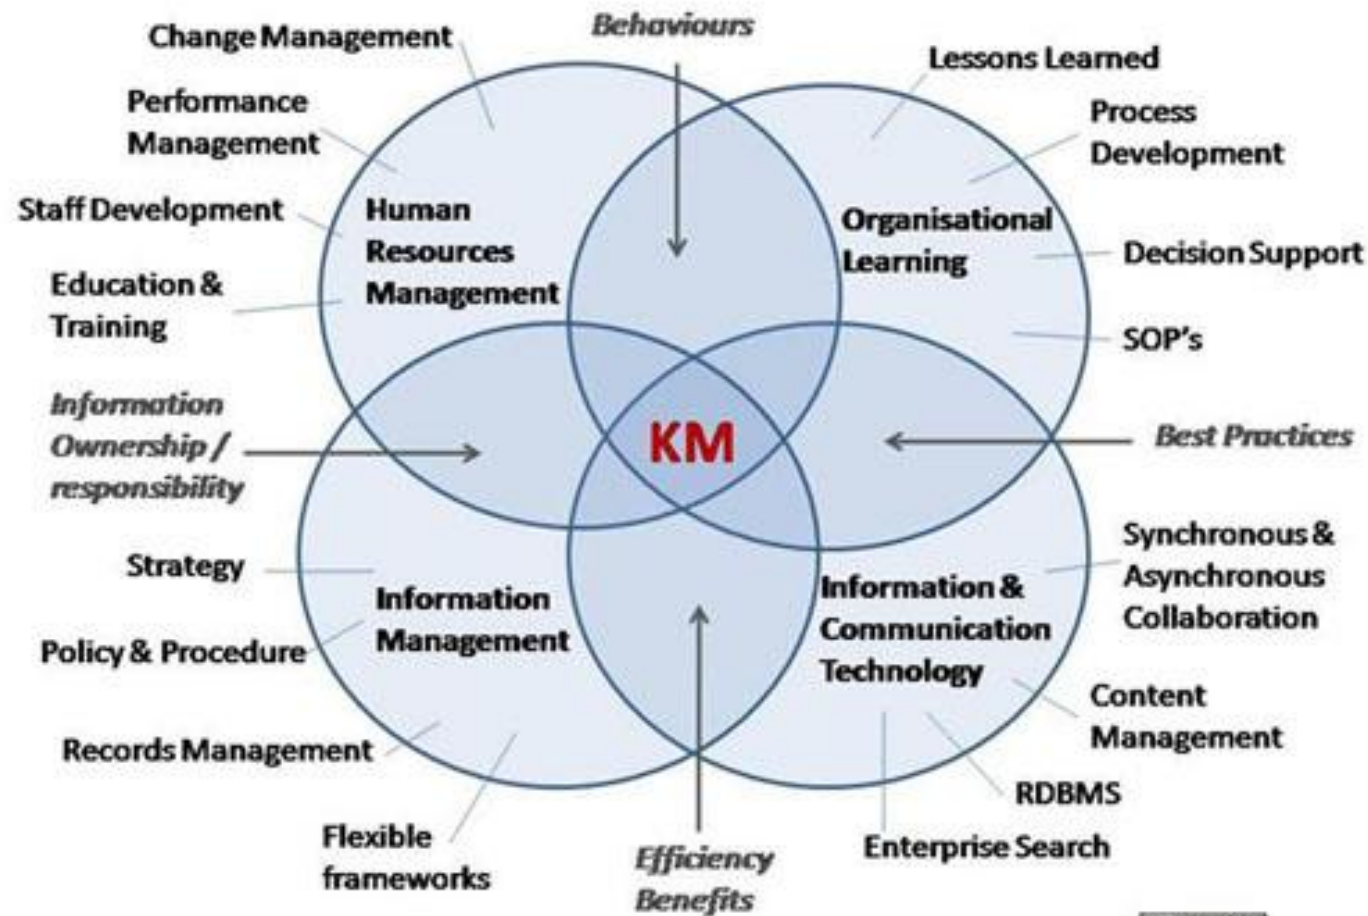 Behaviours
Change Management
Performance
Management
Staff Development
Education &
Training
Human
Resources
Management
Lessons Learned
Process
Development
Organisational
Learning
Decision Support
SOP's
Information
Ownership /
responsibility
KM
Best Practices
Strategy
Policy & Procedure
Records Management
Flexible
frameworks
Information
Management
Information &
Communication
Technology
Synchronous &
Asynchronous
Collaboration
Content
Management
RDBMS
Enterprise Search
Efficiency
Benefits